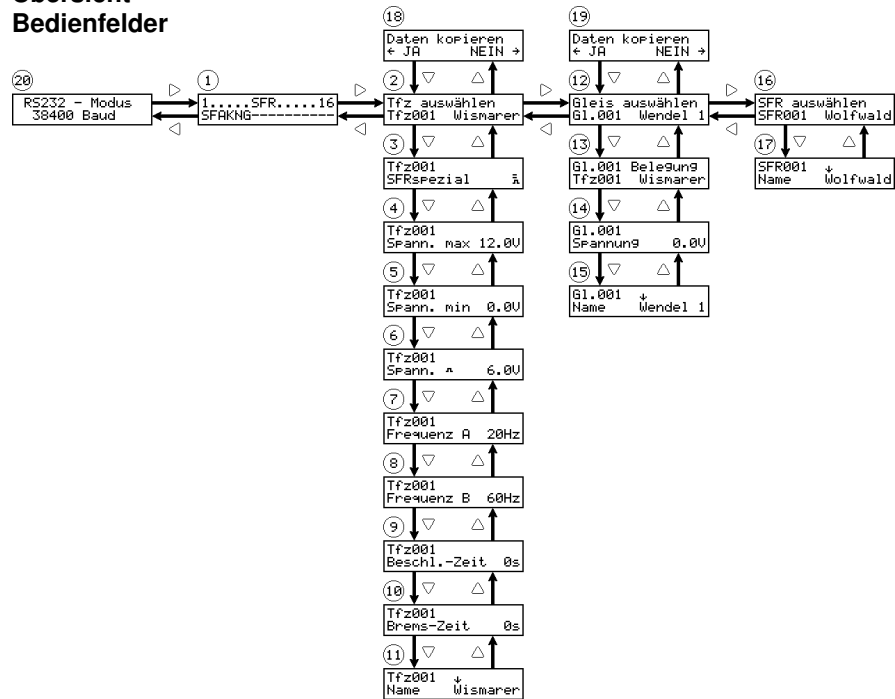 Übersicht
Bedienfelder
18
Daten kopieren
← JA NEIN →
19
Daten kopieren
← JA NEIN →
20
RS232 - Modus
38400 Baud
1
1.....SFR.....16
SFAKNG----------
2
Tfz auswählen
Tfz001 Wismarer
12
Gleis auswählen
Gl.001 Wendel 1
16
SFR auswählen
SFR001 Wolfwald
3
Tfz001
SFRspezial
13
Gl.001 Belegung
Tfz001 Wismarer
17
SFR001 ↓
Name Wolfwald
4
Tfz001
Spann. max 12.0V
14
Gl.001
Spannung 0.0V
5
Tfz001
Spann. min 0.0V
15
Gl.001 ↓
Name Wendel 1
6
Tfz001
Spann. 6.0V
7
Tfz001
Frequenz A 20Hz
8
Tfz001
Frequenz B 60Hz
9
Tfz001
Beschl.-Zeit 0s
10
Tfz001
Brems-Zeit 0s
11
Tfz001 ↓
Name Wismarer